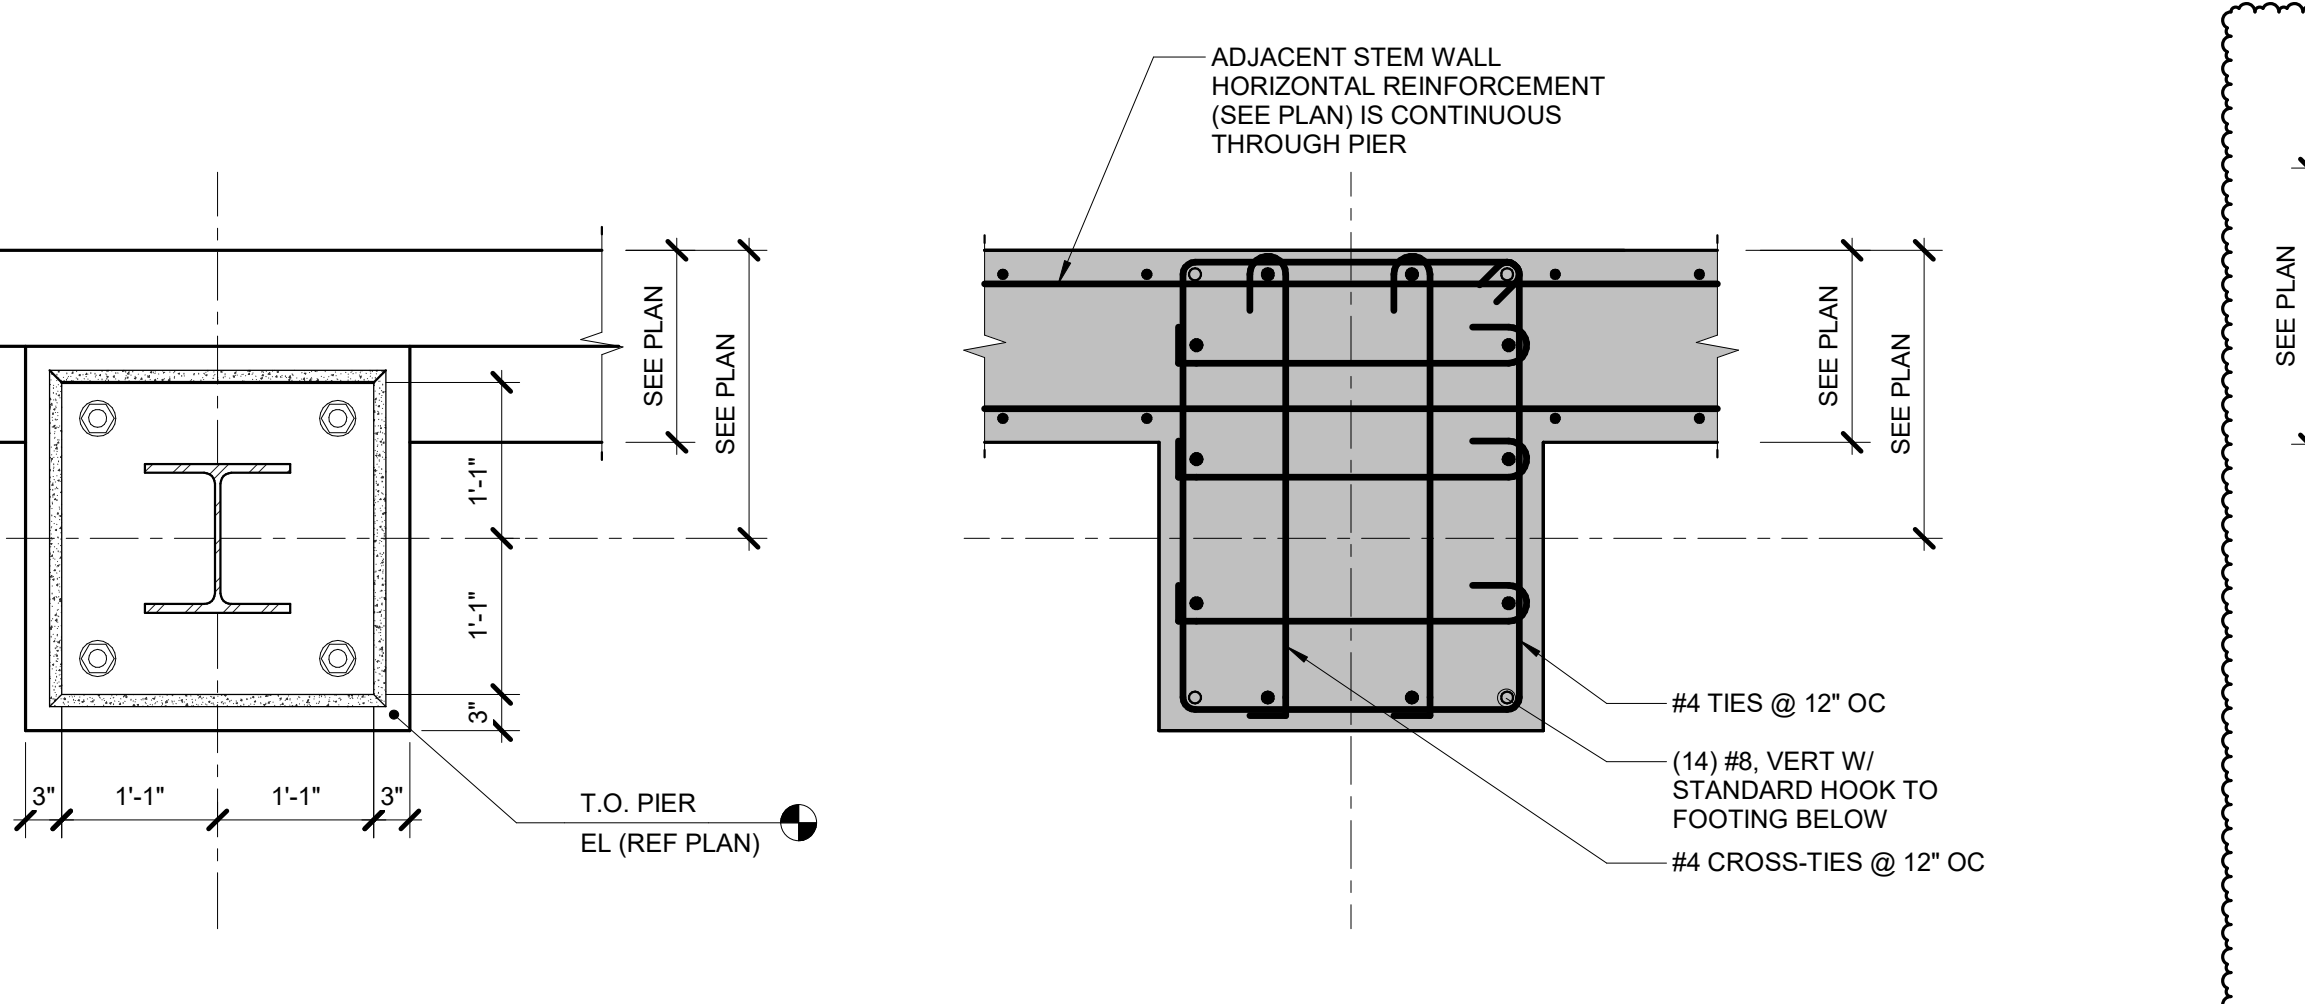 ADJACENT STEM WALL
HORIZONTAL REINFORCEMENT
(SEE PLAN) IS CONTINUOUS
THROUGH PIER
SEE PLAN
SEE PLAN
1'-1"
1'-1"
3"
3"
1'-1"
1'-1"
3"
T.O. PIER
EL (REF PLAN)
SEE PLAN
SEE PLAN
#4 TIES @ 12" OC
(14) #8, VERT W/
STANDARD HOOK TO
FOOTING BELOW
#4 CROSS-TIES @ 12" OC
SEE PLAN